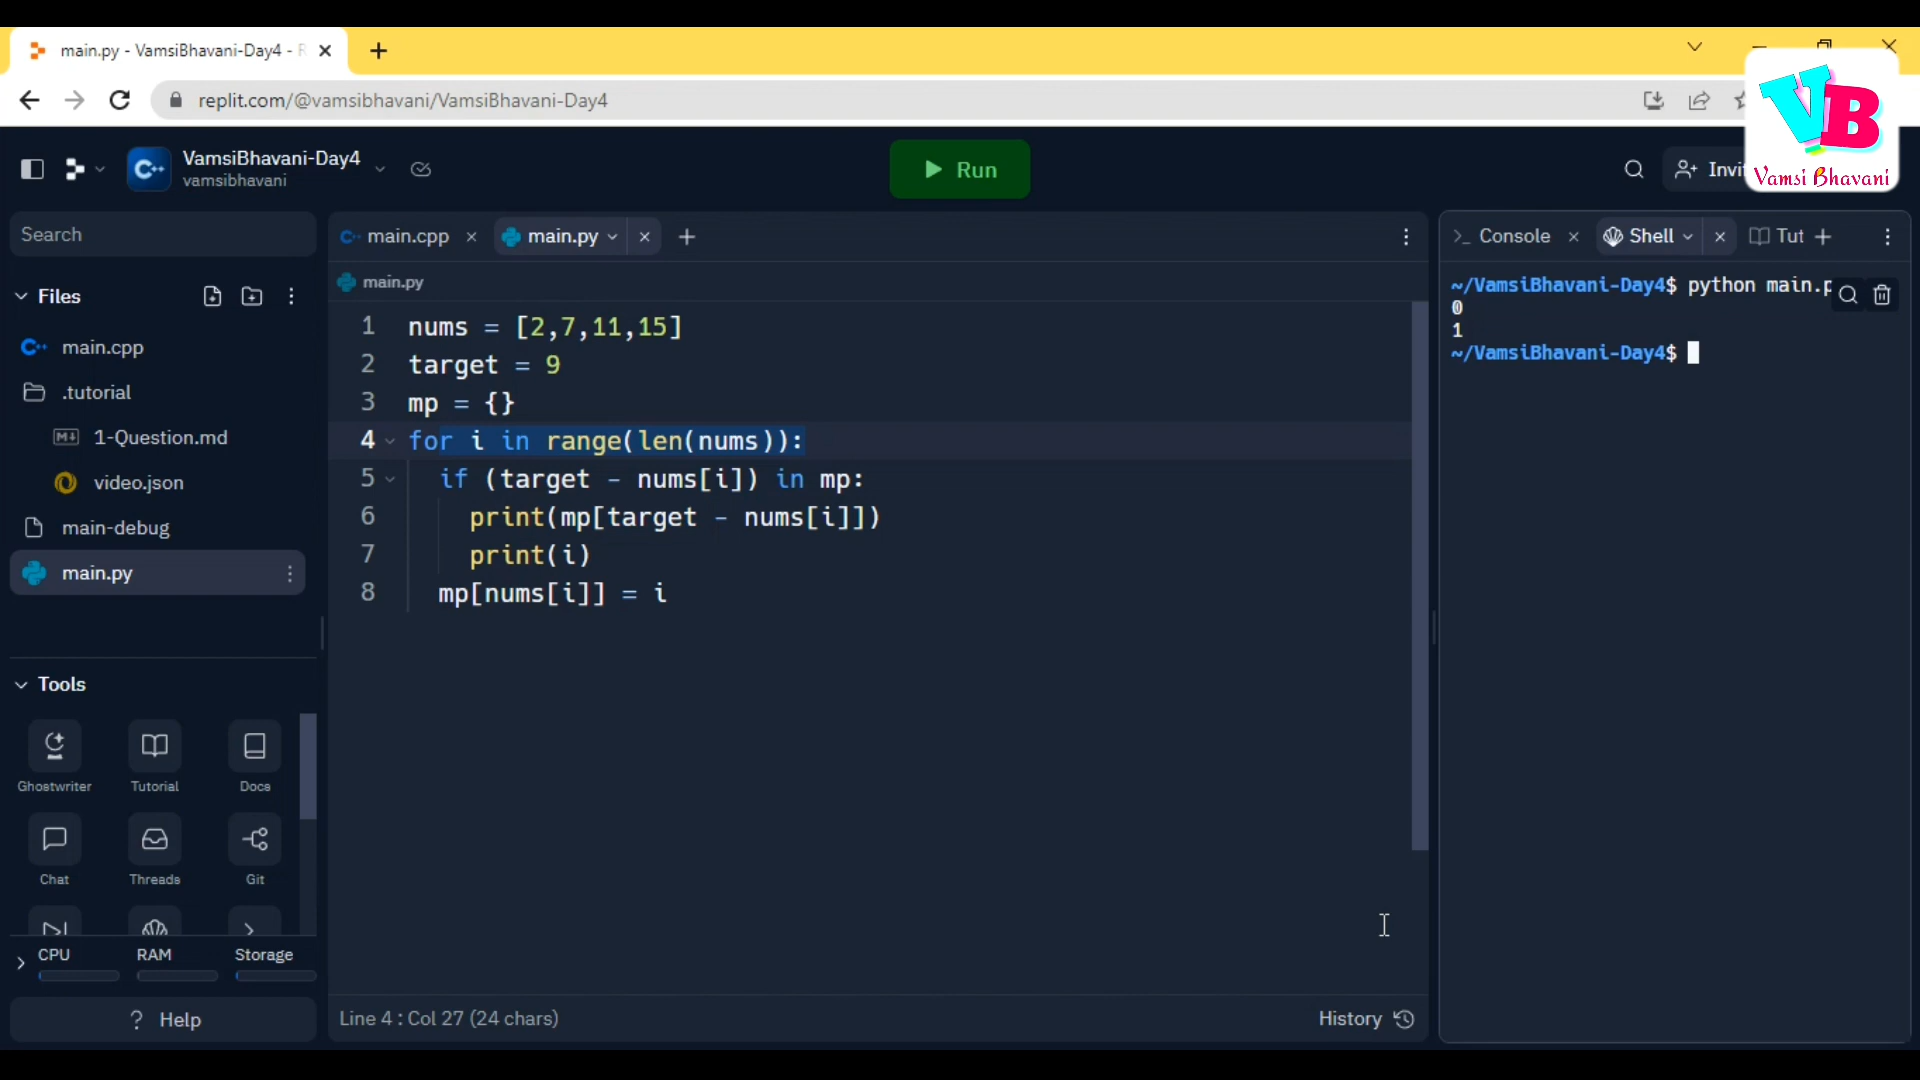 main.py - VamsiBhavani-Day4 - R
replit.com/@vamsibhavani/VamsiBhavani-Day4
VB
Vamsi Bhavani
VamsiBhavani-Day4
vamsibhavani
Run
Invi
Search
Files
main.cpp
.tutorial
1-Question.md
video.json
main-debug
main.py
Tools
Ghostwriter
Tutorial
Docs
Chat
Threads
Git
CPU
RAM
Storage
? Help
main.cpp
main.py
main.py
1 nums = [2,7,11,15]
2 target = 9
3 mp = {}
4 for i in range(len(nums)):
5 if (target - nums[i]) in mp:
6 print(mp[target - nums[i]])
7 print(i)
8 mp[nums[i]] = i
Line 4 : Col 27 (24 chars)
History
Console
Shell
Tut
~/VamsiBhavani-Day4$ python main.p
0
1
~/VamsiBhavani-Day4$